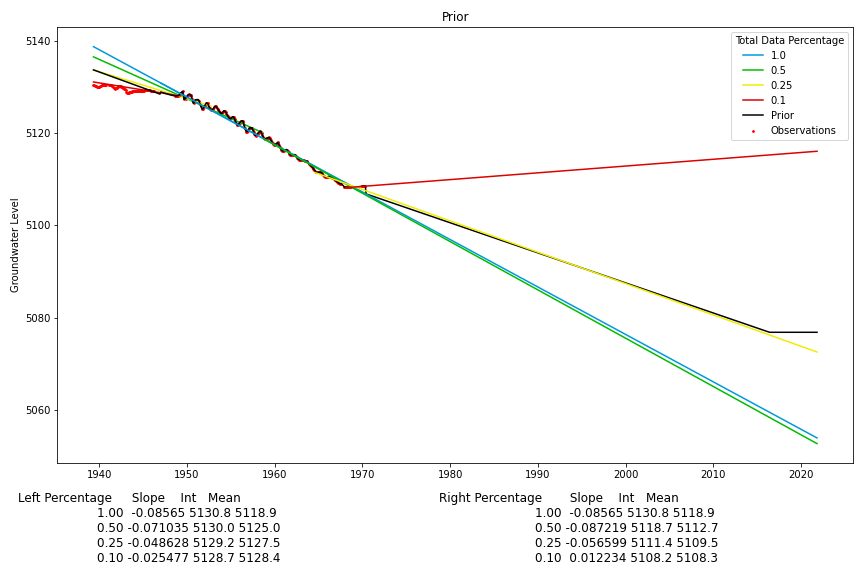 Prior
Total Data Percentage
1.0
0.5
0.25
0.1
Prior
Observations
Groundwater Level
5140
5120
5100
5080
5060
1940 1950 1960 1970 1980 1990 2000 2010 2020
Left Percentage Slope Int Mean
1.00 -0.08565 5130.8 5118.9
0.50 -0.071035 5130.0 5125.0
0.25 -0.048628 5129.2 5127.5
0.10 -0.025477 5128.7 5128.4
Right Percentage Slope Int Mean
1.00 -0.08565 5130.8 5118.9
0.50 -0.087219 5118.7 5112.7
0.25 -0.056599 5111.4 5109.5
0.10 0.012234 5108.2 5108.3